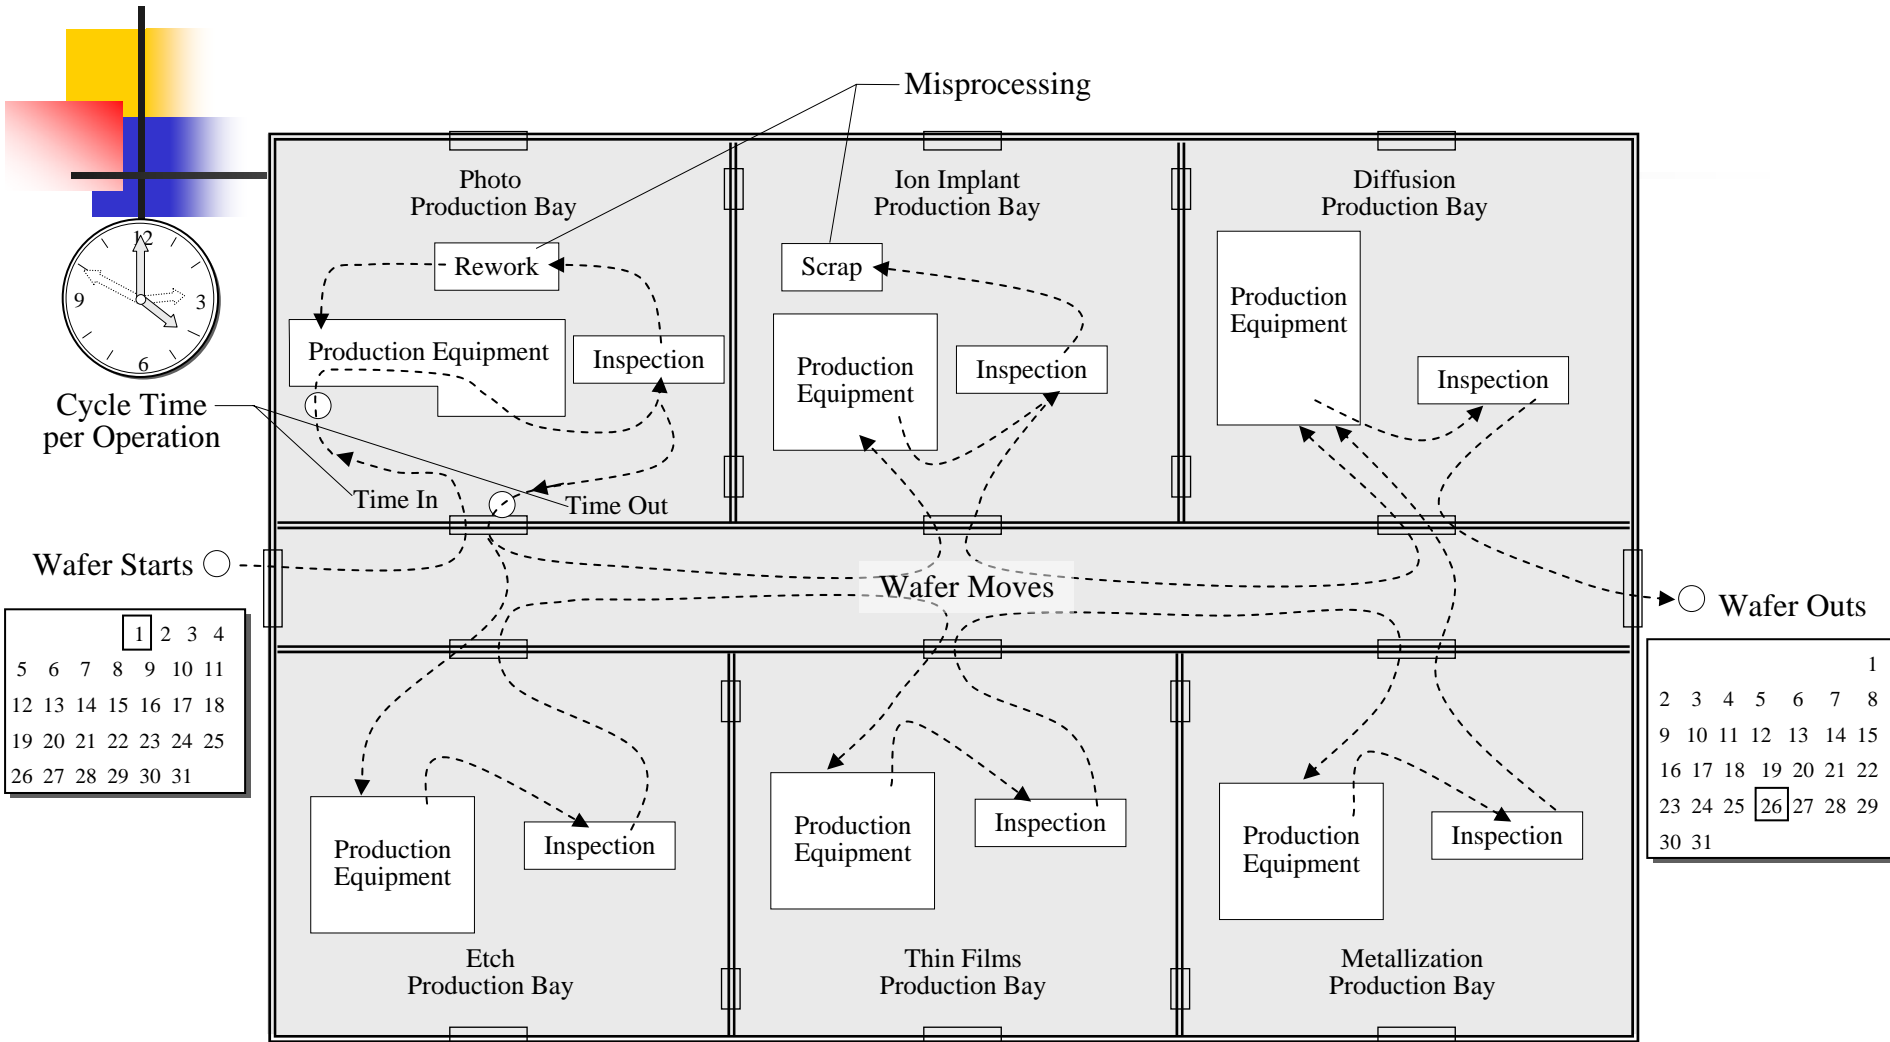 Misprocessing
Photo
Production Bay
Ion Implant
Production Bay
Diffusion
Production Bay
12
3
6
9
Rework
Scrap
Production
Equipment
Production Equipment
Inspection
Production
Equipment
Inspection
Inspection
Cycle Time
per Operation
Time In
Time Out
Wafer Starts
Wafer Moves
Wafer Outs
1 2 3 4
5 6 7 8 9 10 11
12 13 14 15 16 17 18
19 20 21 22 23 24 25
26 27 28 29 30 31
1
2 3 4 5 6 7 8
9 10 11 12 13 14 15
16 17 18 19 20 21 22
23 24 25 26 27 28 29
30 31
Production
Equipment
Inspection
Production
Equipment
Inspection
Production
Equipment
Inspection
Etch
Production Bay
Thin Films
Production Bay
Metallization
Production Bay